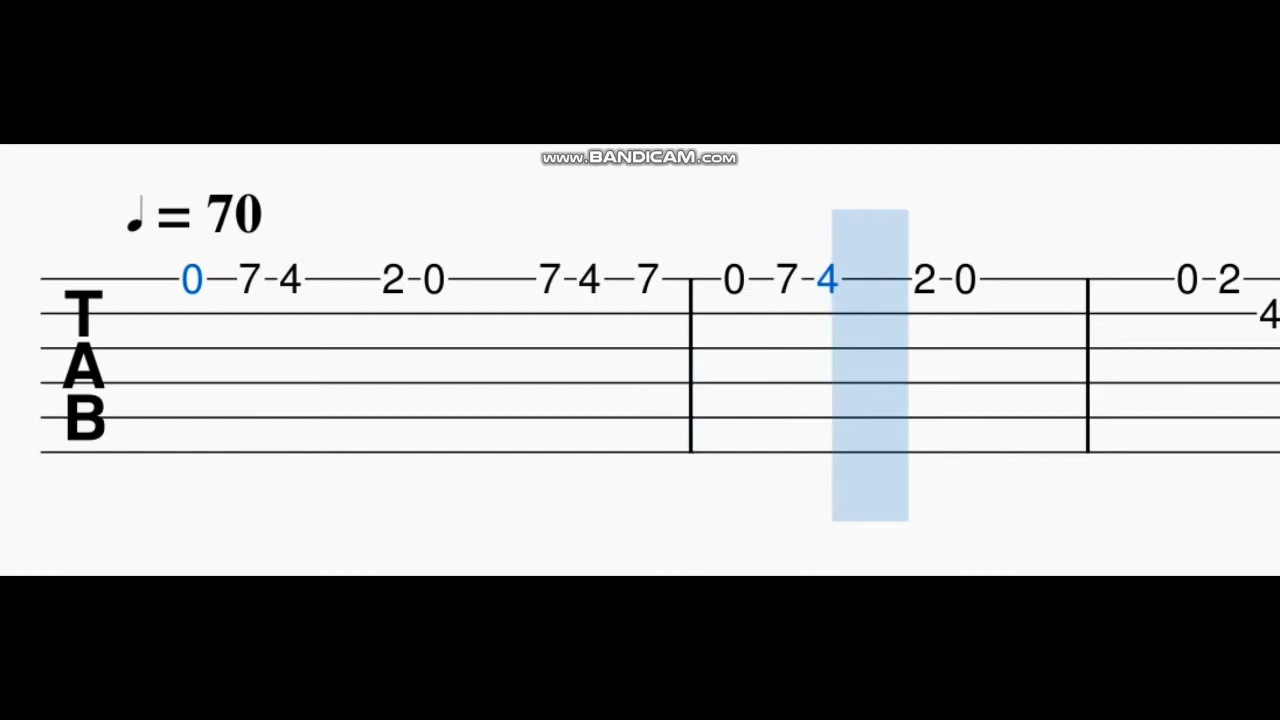 www.BANDICAM.com
♩ = 70
0 7 4 2 0 7 4 7 0 7 4 2 0 0 2
T 4
A
B